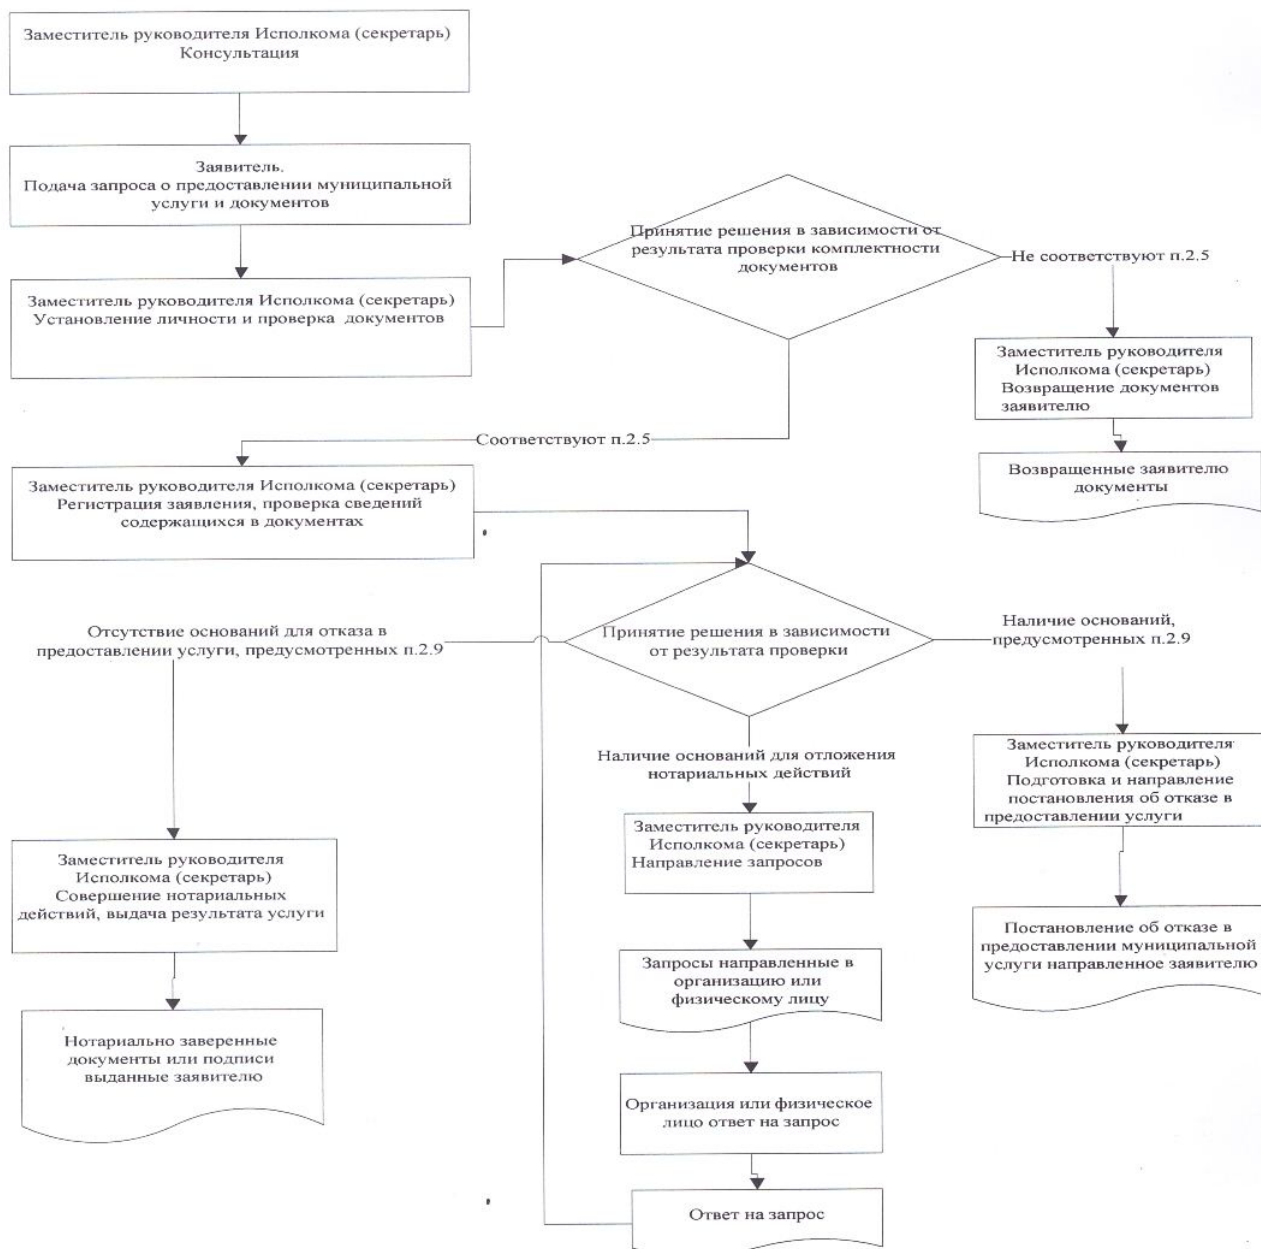 Заместитель руководителя Исполкома (секретарь)
Консультация
Заявитель.
Подача запроса о предоставлении муниципальной
услуги и документов
Заместитель руководителя Исполкома (секретарь)
Установление личности и проверка документов
Принятие решения в зависимости от
результата проверки комплектности
документов
Не соответствуют п.2.5
Заместитель руководителя
Исполкома (секретарь)
Возвращение документов
заявителю
Возвращенные заявителю
документы
Соответствуют п.2.5
Заместитель руководителя Исполкома (секретарь)
Регистрация заявления, проверка сведений
содержащихся в документах
Принятие решения в зависимости
от результата проверки
Отсутствие оснований для отказа в
предоставлении услуги, предусмотренных п.2.9
Наличие оснований,
предусмотренных п.2.9
Наличие оснований для отложения
нотариальных действий
Заместитель руководителя
Исполкома (секретарь)
Совершение нотариальных
действий, выдача результата услуги
Нотариально заверенные
документы или подписи
выданные заявителю
Заместитель руководителя
Исполкома (секретарь)
Направление запросов
Запросы направленные в
организацию или
физическому лицу
Организация или физическое
лицо ответ на запрос
Ответ на запрос
Заместитель руководителя
Исполкома (секретарь)
Подготовка и направление
постановления об отказе в
предоставлении услуги
Постановление об отказе в
предоставлении муниципальной
услуги направленное заявителю